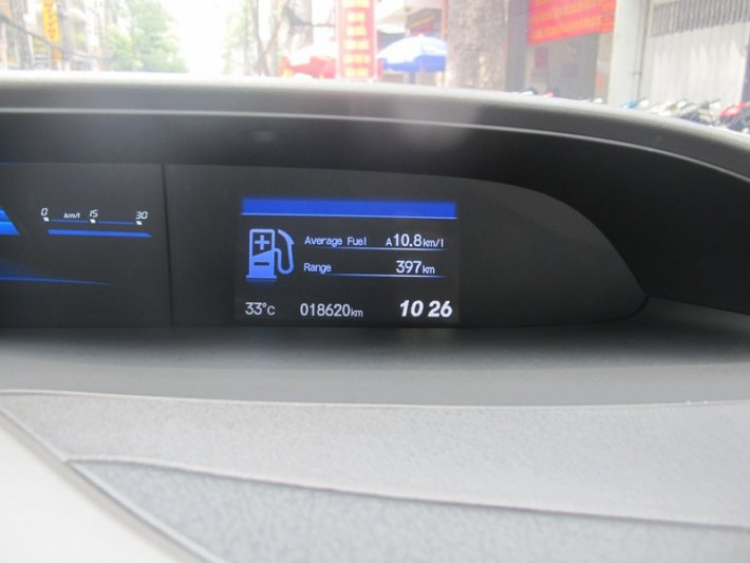 0 km/l 15 30
Average Fuel A10.8km/l
Range 397km
33°C 018620km 10 26